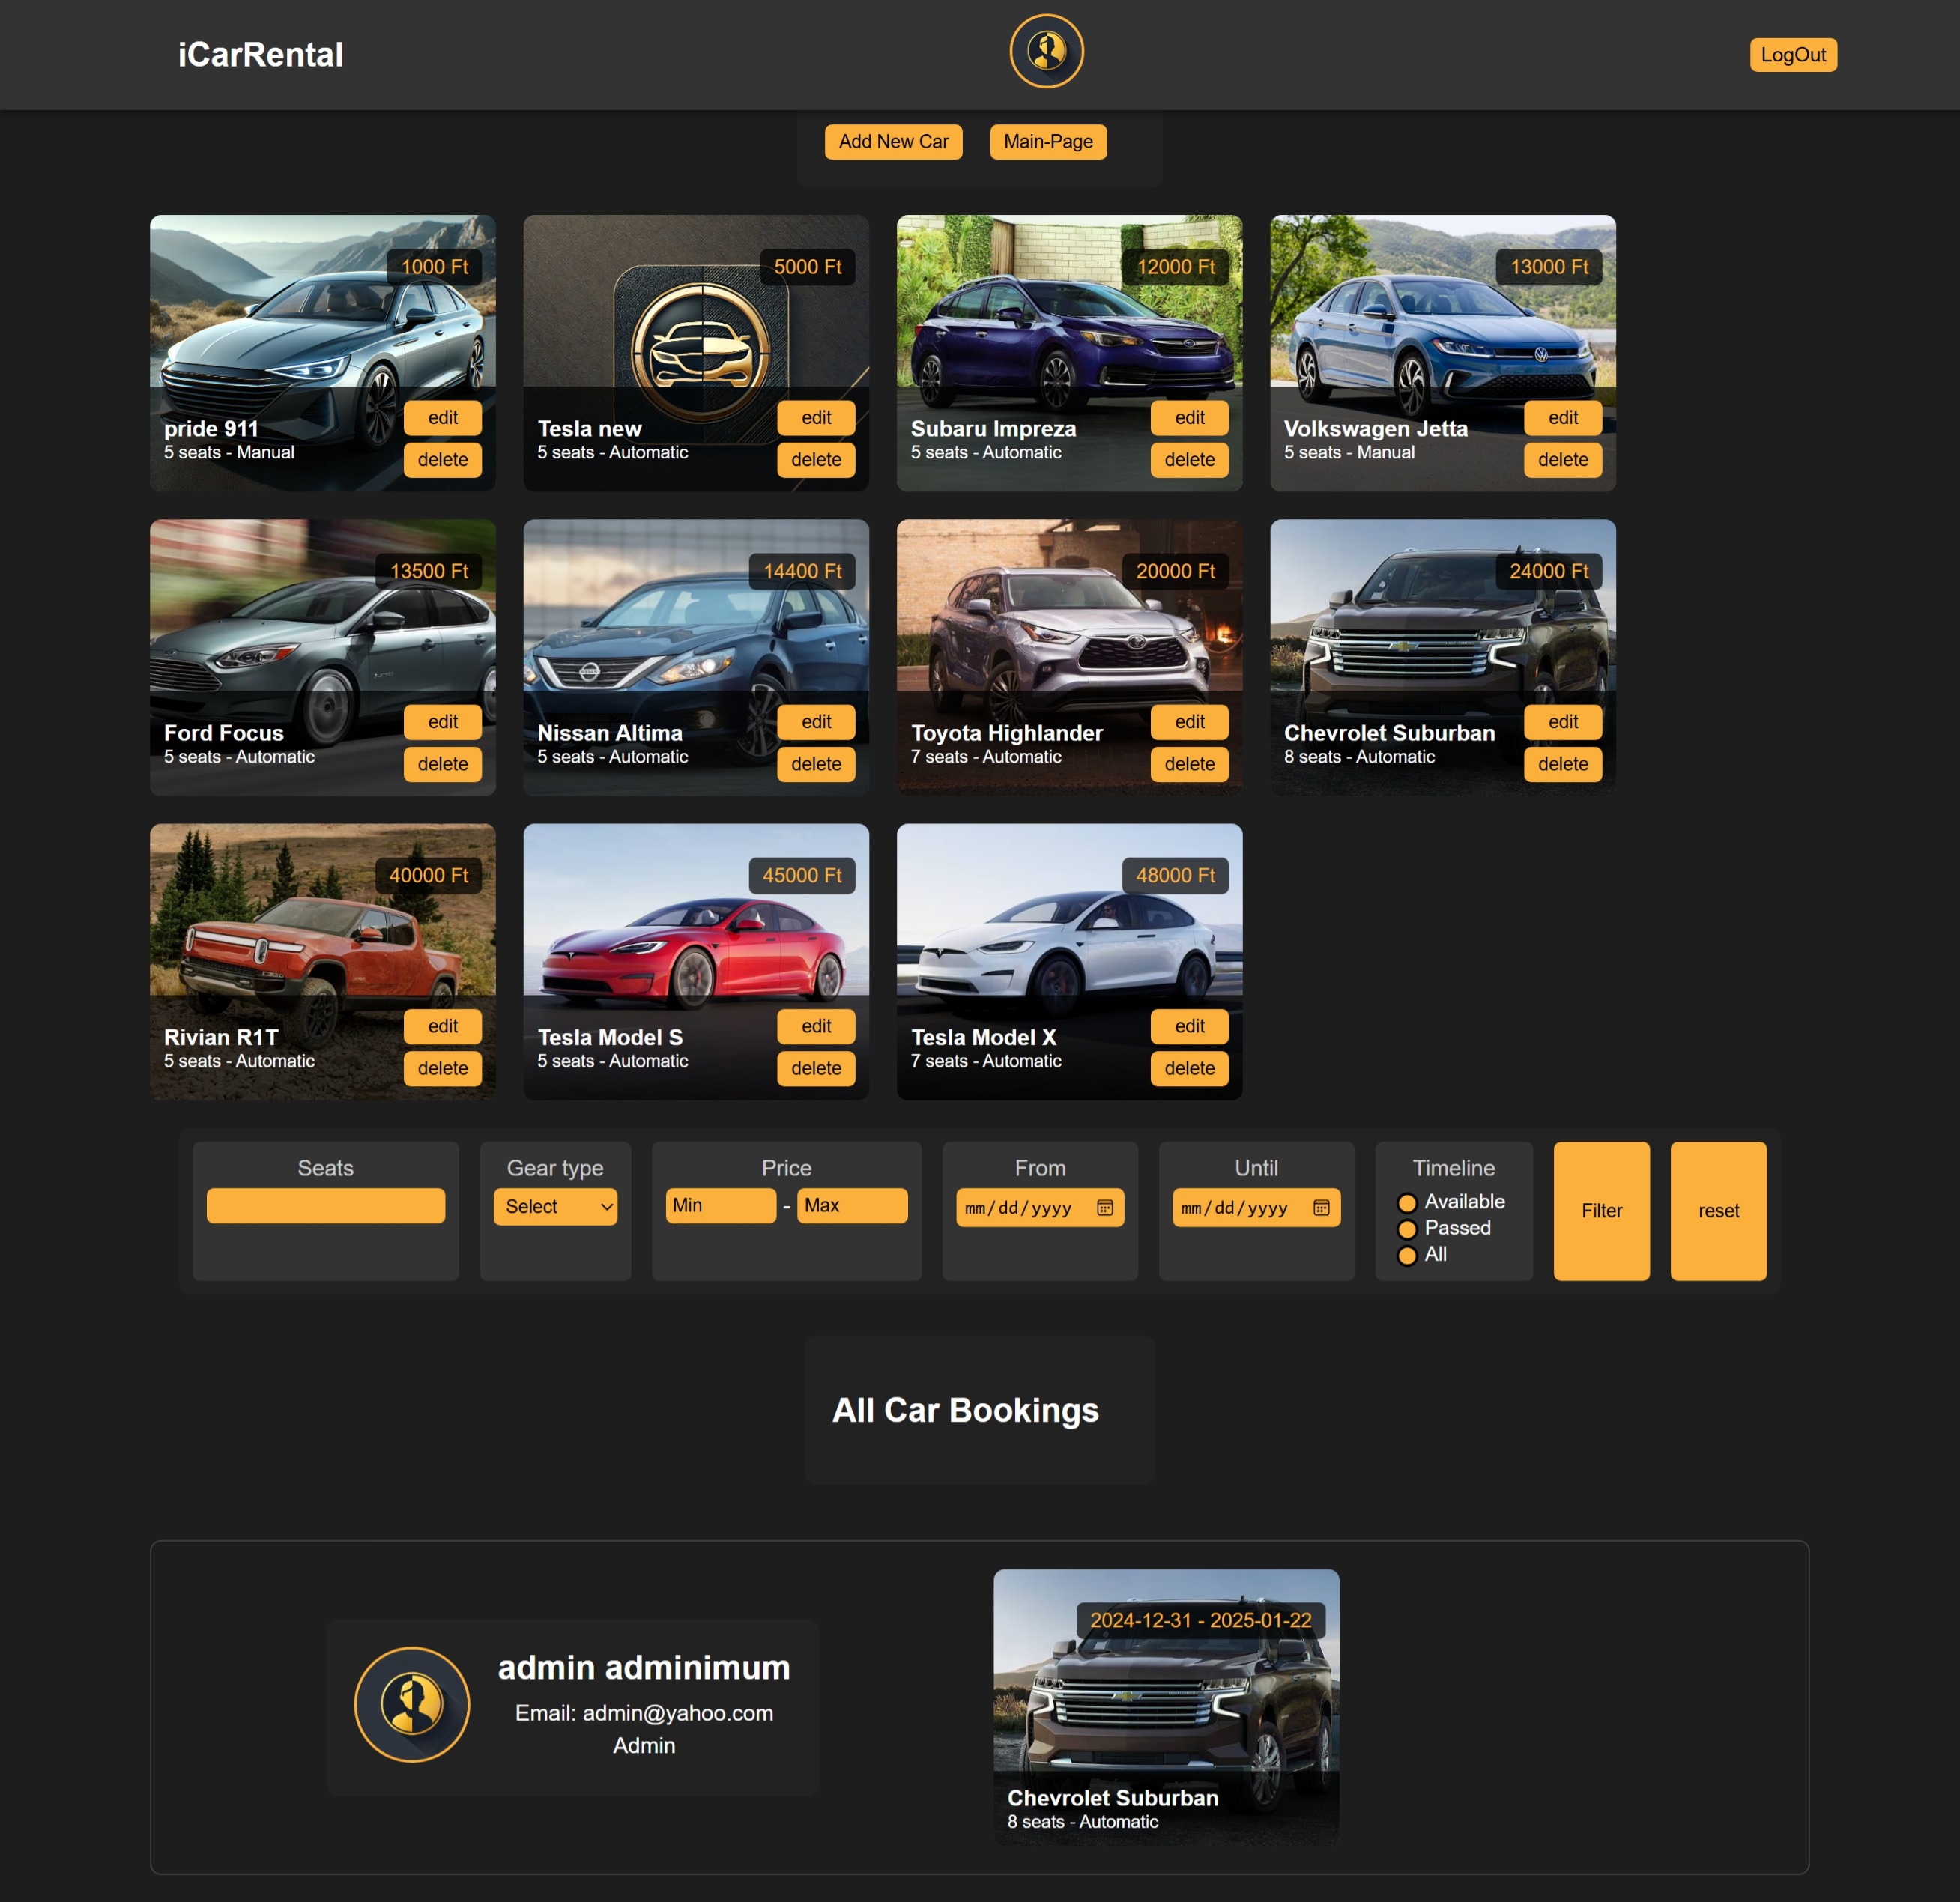 iCarRental
LogOut
Add New Car
Main-Page
1000 Ft
pride 911
5 seats - Manual
edit
delete
5000 Ft
Tesla new
5 seats - Automatic
edit
delete
12000 Ft
Subaru Impreza
5 seats - Automatic
edit
delete
13000 Ft
Volkswagen Jetta
5 seats - Manual
edit
delete
13500 Ft
Ford Focus
5 seats - Automatic
edit
delete
14400 Ft
Nissan Altima
5 seats - Automatic
edit
delete
20000 Ft
Toyota Highlander
7 seats - Automatic
edit
delete
24000 Ft
Chevrolet Suburban
8 seats - Automatic
edit
delete
40000 Ft
Rivian R1T
5 seats - Automatic
edit
delete
45000 Ft
Tesla Model S
5 seats - Automatic
edit
delete
48000 Ft
Tesla Model X
7 seats - Automatic
edit
delete
Seats
Gear type
Select
Price
Min - Max
From
mm/dd/yyyy
Until
mm/dd/yyyy
Timeline
Available
Passed
All
Filter
reset
All Car Bookings
admin adminimum
Email: admin@yahoo.com
Admin
2024-12-31 - 2025-01-22
Chevrolet Suburban
8 seats - Automatic